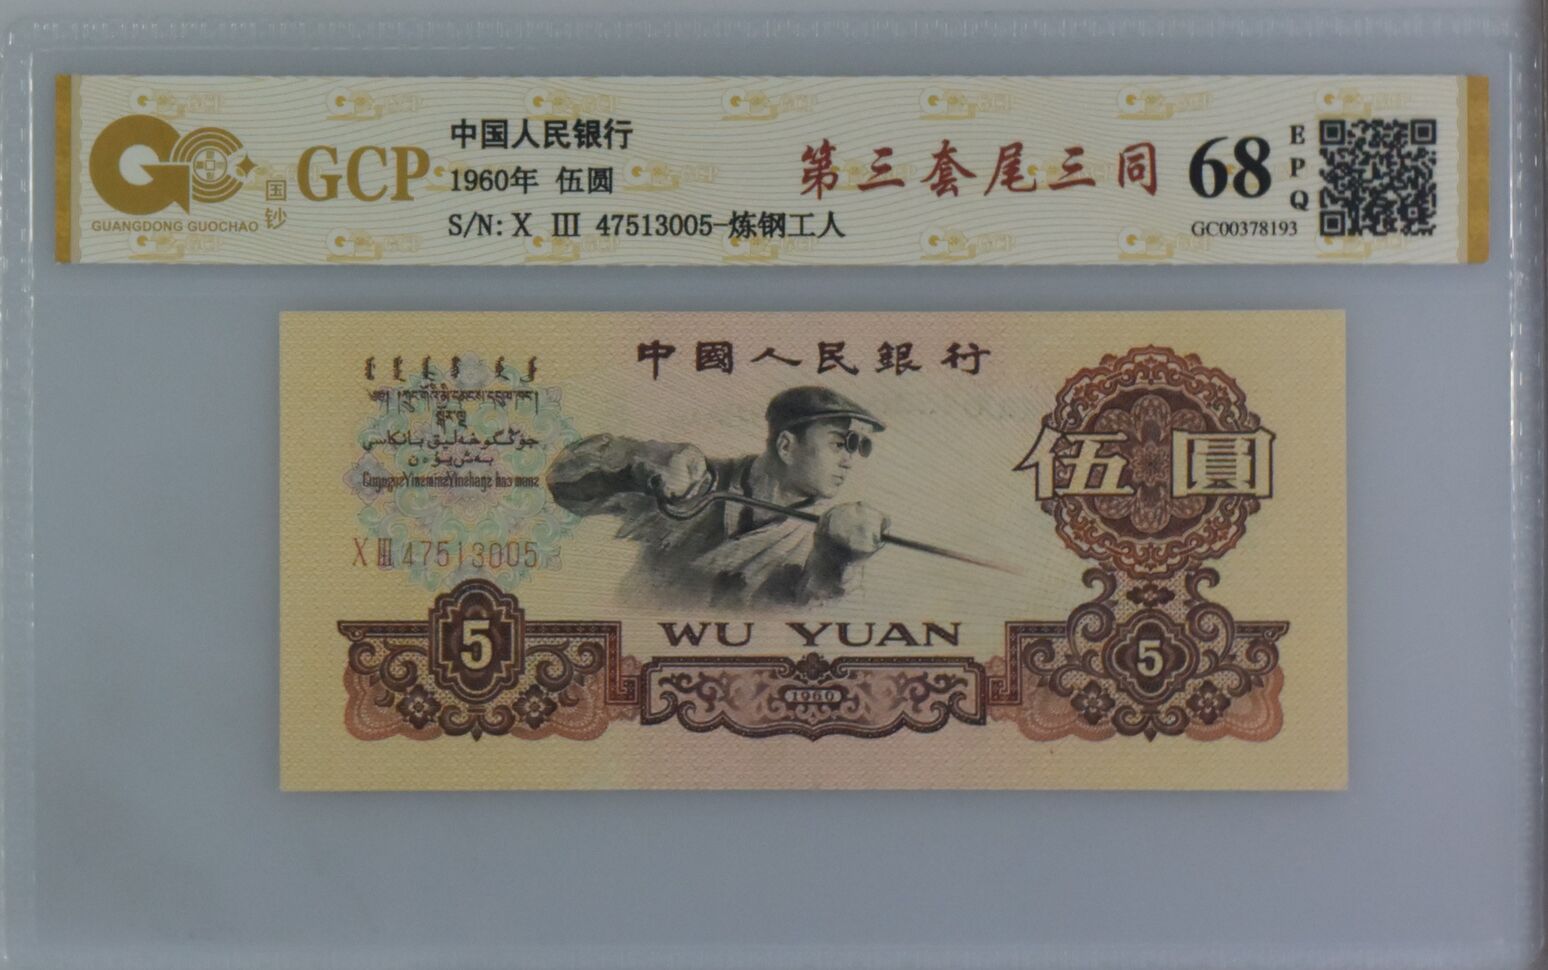 GUANGDONG GUOCHAO
国钞
GCP
中国人民银行
1960年 伍圆
S/N: X III 47513005-炼钢工人
第三套尾三同
68
EPQ
GC00378193
中國人民銀行
伍圓
X III 47513005
5
WU YUAN
5
1960